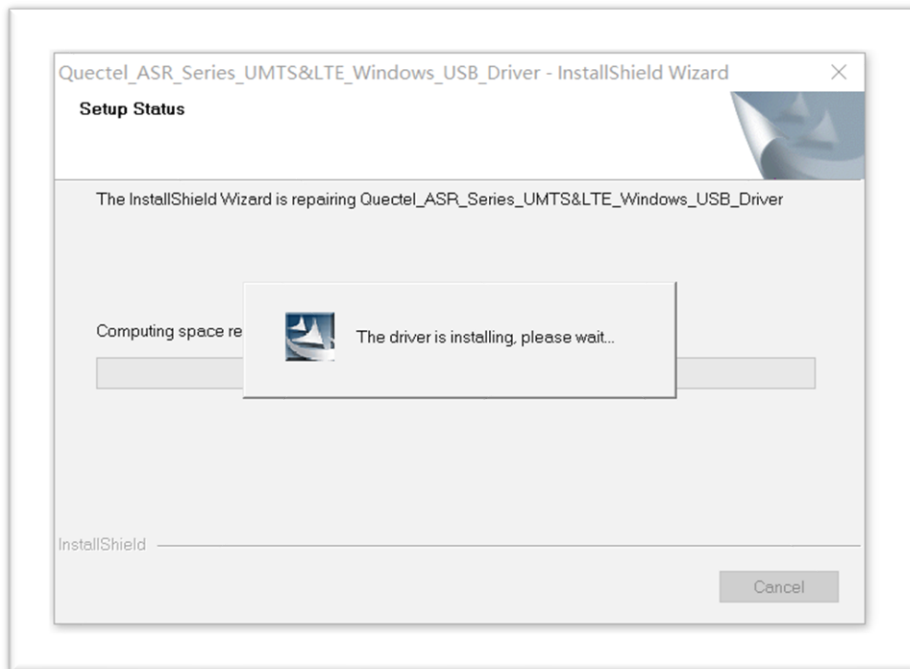 Quectel_ASR_Series_UMTS&LTE_Windows_USB_Driver - InstallShield Wizard
Setup Status
The InstallShield Wizard is repairing Quectel_ASR_Series_UMTS&LTE_Windows_USB_Driver
Computing space re
The driver is installing, please wait...
InstallShield
Cancel